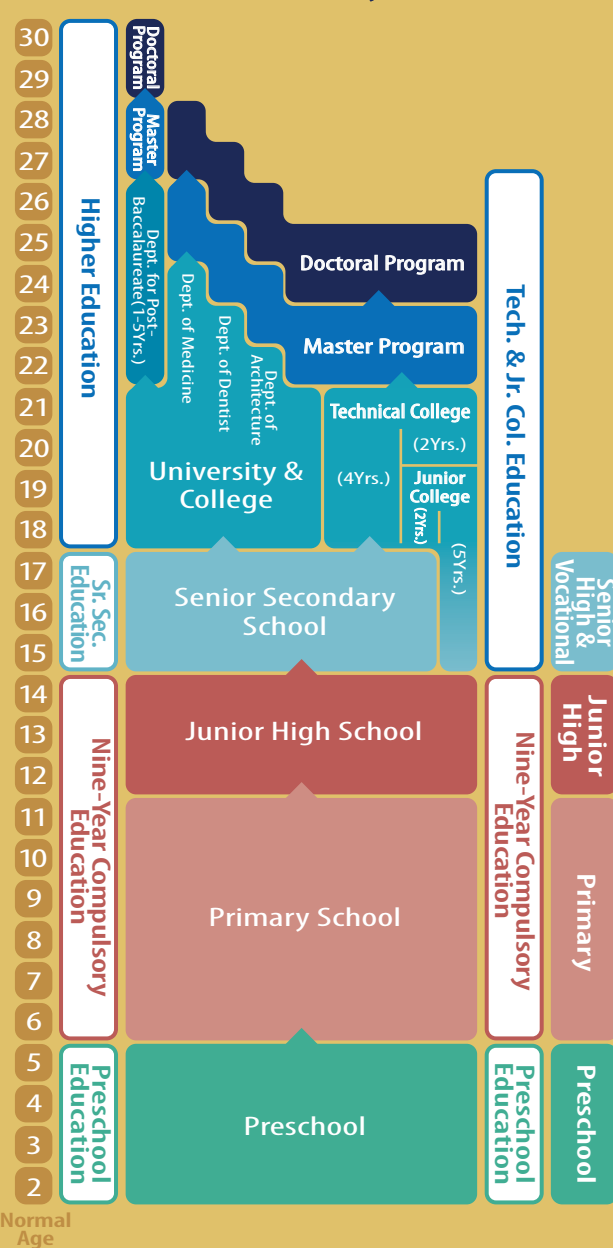 30
29
28
27
26
25
24
23
22
21
20
19
18
17
16
15
14
13
12
11
10
9
8
7
6
5
4
3
2
Normal
Age
Higher Education
Sr. Sec.
Education
Nine-Year Compulsory
Education
Preschool
Education
Doctoral
Program
Master
Program
Dept. for Post-
Baccalaureate(1-5Yrs.)
Dept. of Medicine
Dept. of Dentist
Dept. of
Architecture
Doctoral Program
Master Program
University &
College
Technical College
(4Yrs.)
(2Yrs.)
Junior
College
(2Yrs.)
(5Yrs.)
Senior Secondary
School
Junior High School
Primary School
Preschool
Tech. & Jr. Col. Education
Nine-Year Compulsory
Education
Preschool
Education
Senior
High &
Vocational
Junior
High
Primary
Preschool